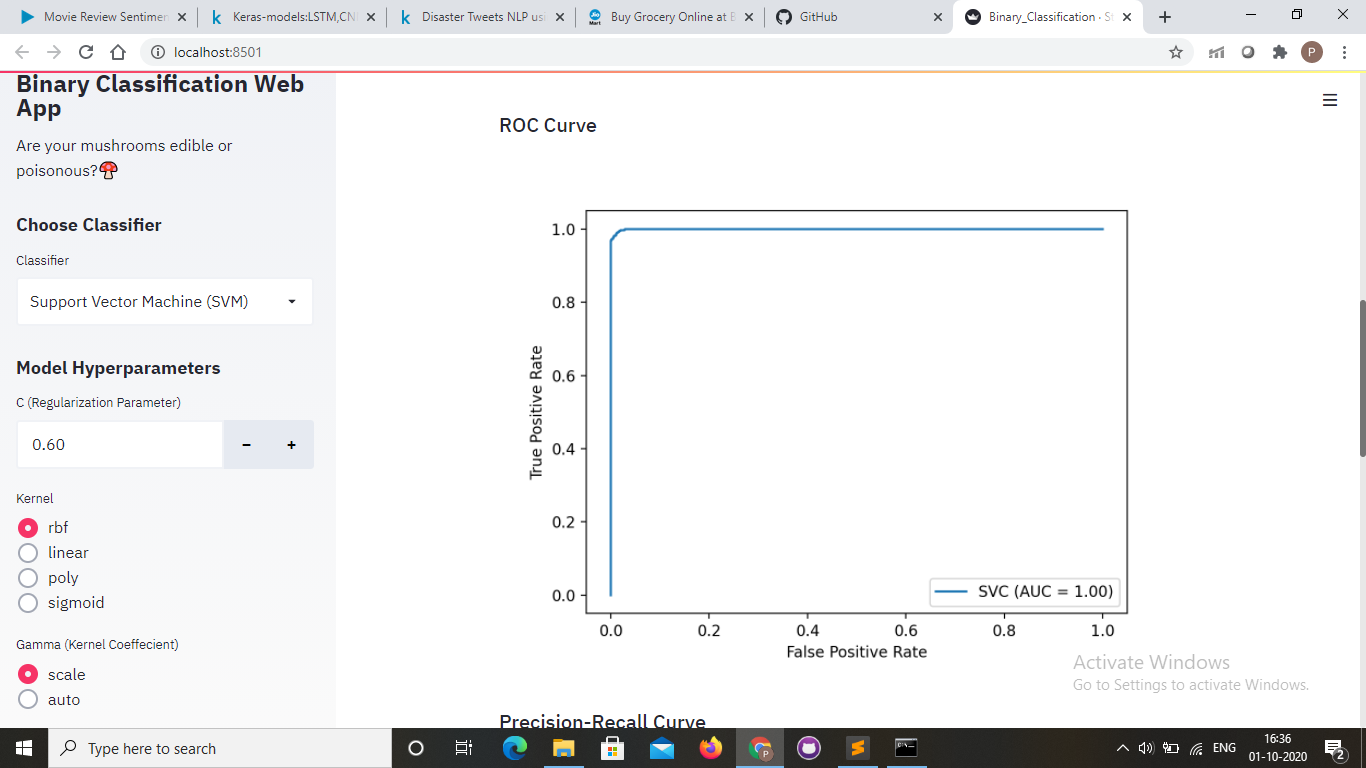 Movie Review Sentimen
Keras-models:LSTM,CN
Disaster Tweets NLP usi
Jio
Mart
Buy Grocery Online at B
GitHub
Binary_Classification · St
localhost:8501
P
Binary Classification Web
App
Are your mushrooms edible or
poisonous?🍄
Choose Classifier
Classifier
Support Vector Machine (SVM)
Model Hyperparameters
C (Regularization Parameter)
0.60
- +
Kernel
rbf
linear
poly
sigmoid
Gamma (Kernel Coeffecient)
scale
auto
ROC Curve
True Positive Rate
1.0
0.8
0.6
0.4
0.2
0.0
SVC (AUC = 1.00)
0.0 0.2 0.4 0.6 0.8 1.0
False Positive Rate
Activate Windows
Go to Settings to activate Windows.
Precision-Recall Curve
Type here to search
P
ENG
16:36
01-10-2020
2